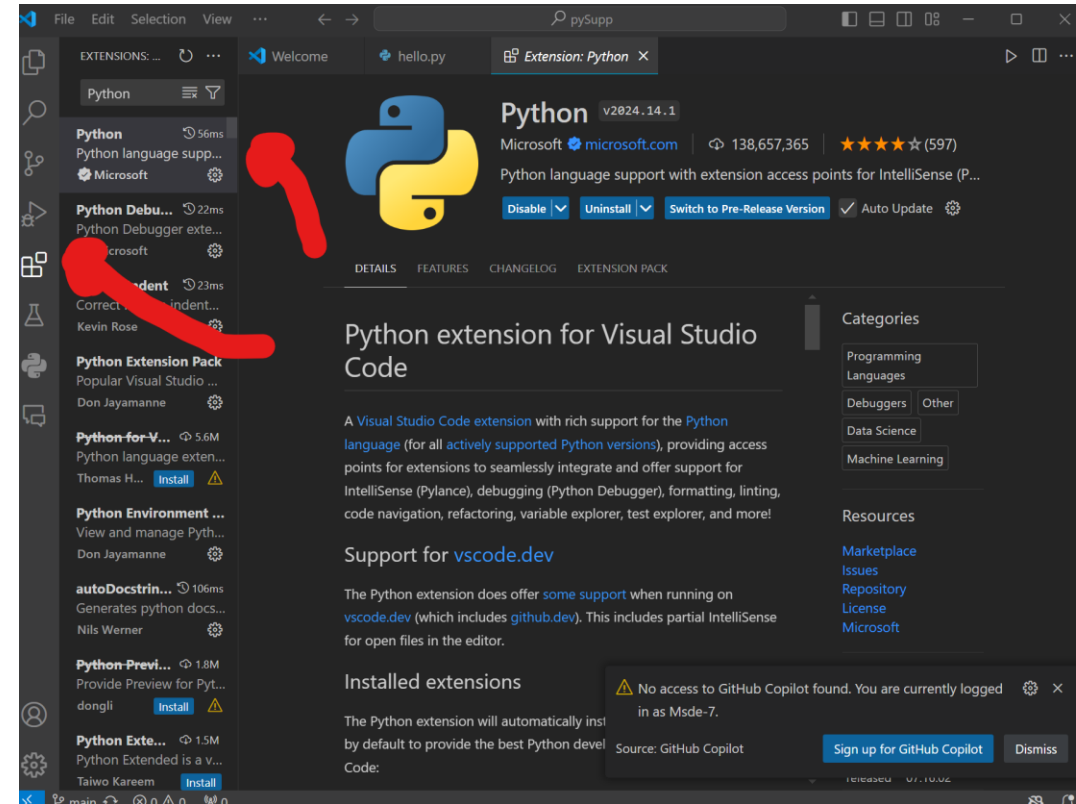 File Edit Selection View ··· pySupp
EXTENSIONS: ...
Welcome
hello.py
Extension: Python
Python
Python 56ms
Python language supp...
Microsoft
Python Debu... 22ms
Python Debugger exte...
Python 23ms
Correct indent...
Kevin Rose
Python Extension Pack
Popular Visual Studio ...
Don Jayamanne
Python for V... 5.6M
Python language exten...
Thomas H... Install
Python Environment ...
View and manage Pyth...
Don Jayamanne
autoDocstrin... 106ms
Generates python docs...
Nils Werner
Python Previ... 1.8M
Provide Preview for Pyt...
dongli Install
Python Exte... 1.5M
Python Extended is a v...
Taiwo Kareem Install
Python v2024.14.1
Microsoft microsoft.com 138,657,365 (597)
Python language support with extension access points for IntelliSense (P...
Disable Uninstall Switch to Pre-Release Version Auto Update
DETAILS FEATURES CHANGELOG EXTENSION PACK
Python extension for Visual Studio
Code
A Visual Studio Code extension with rich support for the Python
language (for all actively supported Python versions), providing access
points for extensions to seamlessly integrate and offer support for
IntelliSense (Pylance), debugging (Python Debugger), formatting, linting,
code navigation, refactoring, variable explorer, test explorer, and more!
Support for vscode.dev
The Python extension does offer some support when running on
vscode.dev (which includes github.dev). This includes partial IntelliSense
for open files in the editor.
Installed extensions
The Python extension will automatically inst
by default to provide the best Python devel
Code:
Categories
Programming
Languages
Debuggers Other
Data Science
Machine Learning
Resources
Marketplace
Issues
Repository
License
Microsoft
No access to GitHub Copilot found. You are currently logged
in as Msde-7.
Source: GitHub Copilot Sign up for GitHub Copilot Dismiss
main 0 0 0